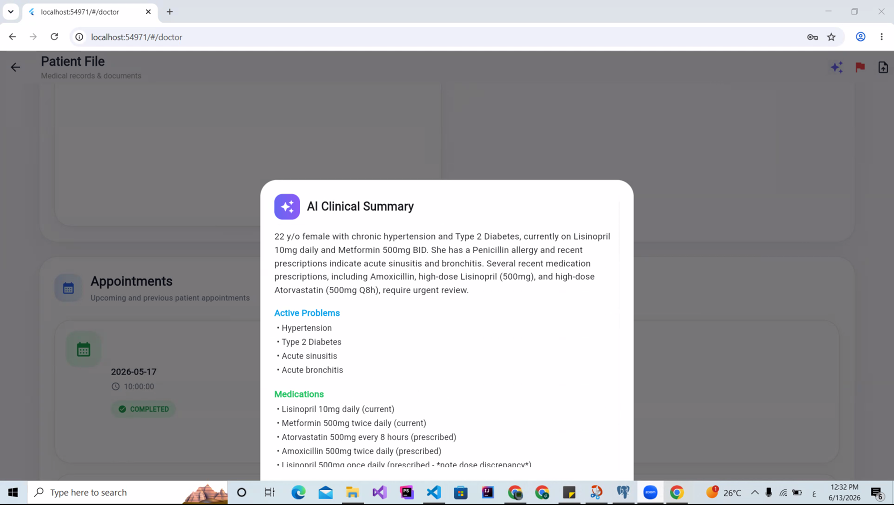 localhost:54971/#/doctor
localhost:54971/#/doctor
Patient File
Medical records & documents
AI Clinical Summary
22 y/o female with chronic hypertension and Type 2 Diabetes, currently on Lisinopril
10mg daily and Metformin 500mg BID. She has a Penicillin allergy and recent
prescriptions indicate acute sinusitis and bronchitis. Several recent medication
prescriptions, including Amoxicillin, high-dose Lisinopril (500mg), and high-dose
Atorvastatin (500mg Q8h), require urgent review.
Active Problems
• Hypertension
• Type 2 Diabetes
• Acute sinusitis
• Acute bronchitis
Medications
• Lisinopril 10mg daily (current)
• Metformin 500mg twice daily (current)
• Atorvastatin 500mg every 8 hours (prescribed)
• Amoxicillin 500mg twice daily (prescribed)
• Lisinopril 500mg once daily (prescribed - *note dose discrepancy*)
Appointments
Upcoming and previous patient appointments
2026-05-17
10:00:00
COMPLETED
Type here to search
26°C
ع
12:32 PM
6/13/2026
6